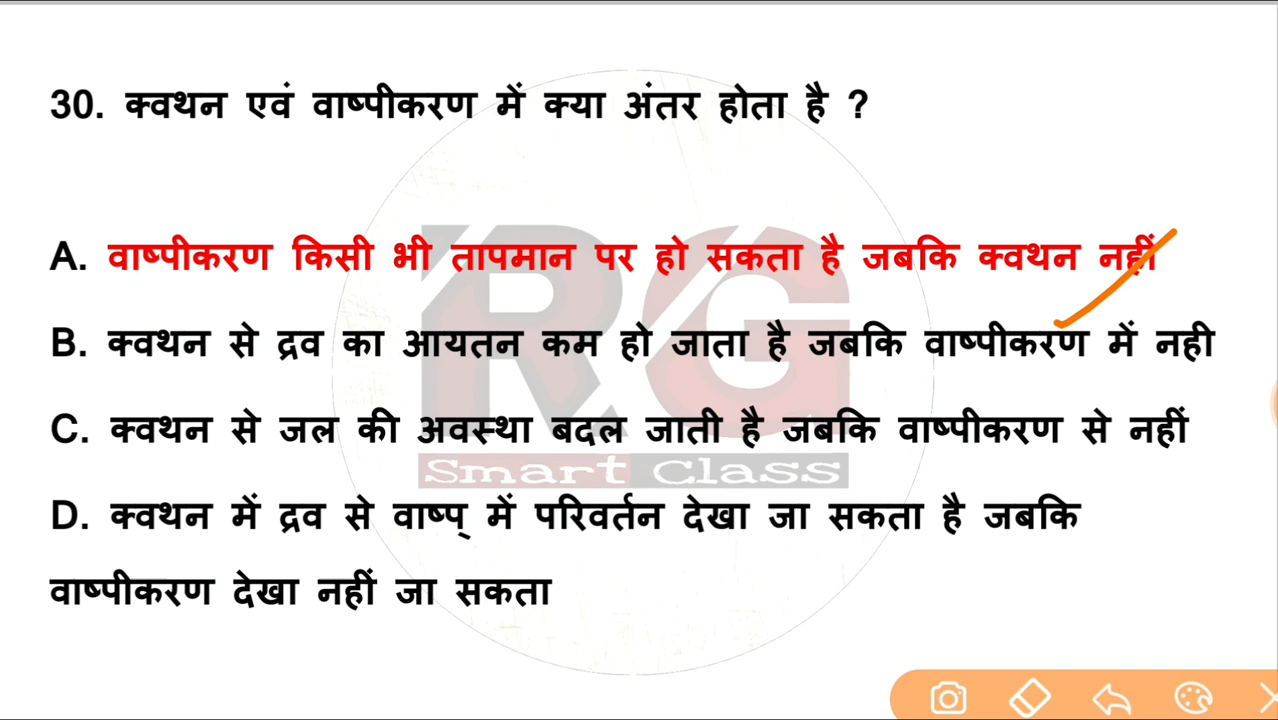 30. क्वथन एवं वाष्पीकरण में क्या अंतर होता है ?
A. वाष्पीकरण किसी भी तापमान पर हो सकता है जबकि क्वथन नहीं
B. क्वथन से द्रव का आयतन कम हो जाता है जबकि वाष्पीकरण में नही
C. क्वथन से जल की अवस्था बदल जाती है जबकि वाष्पीकरण से नहीं
RG
Smart Class
D. क्वथन में द्रव से वाष्प् में परिवर्तन देखा जा सकता है जबकि
वाष्पीकरण देखा नहीं जा सकता